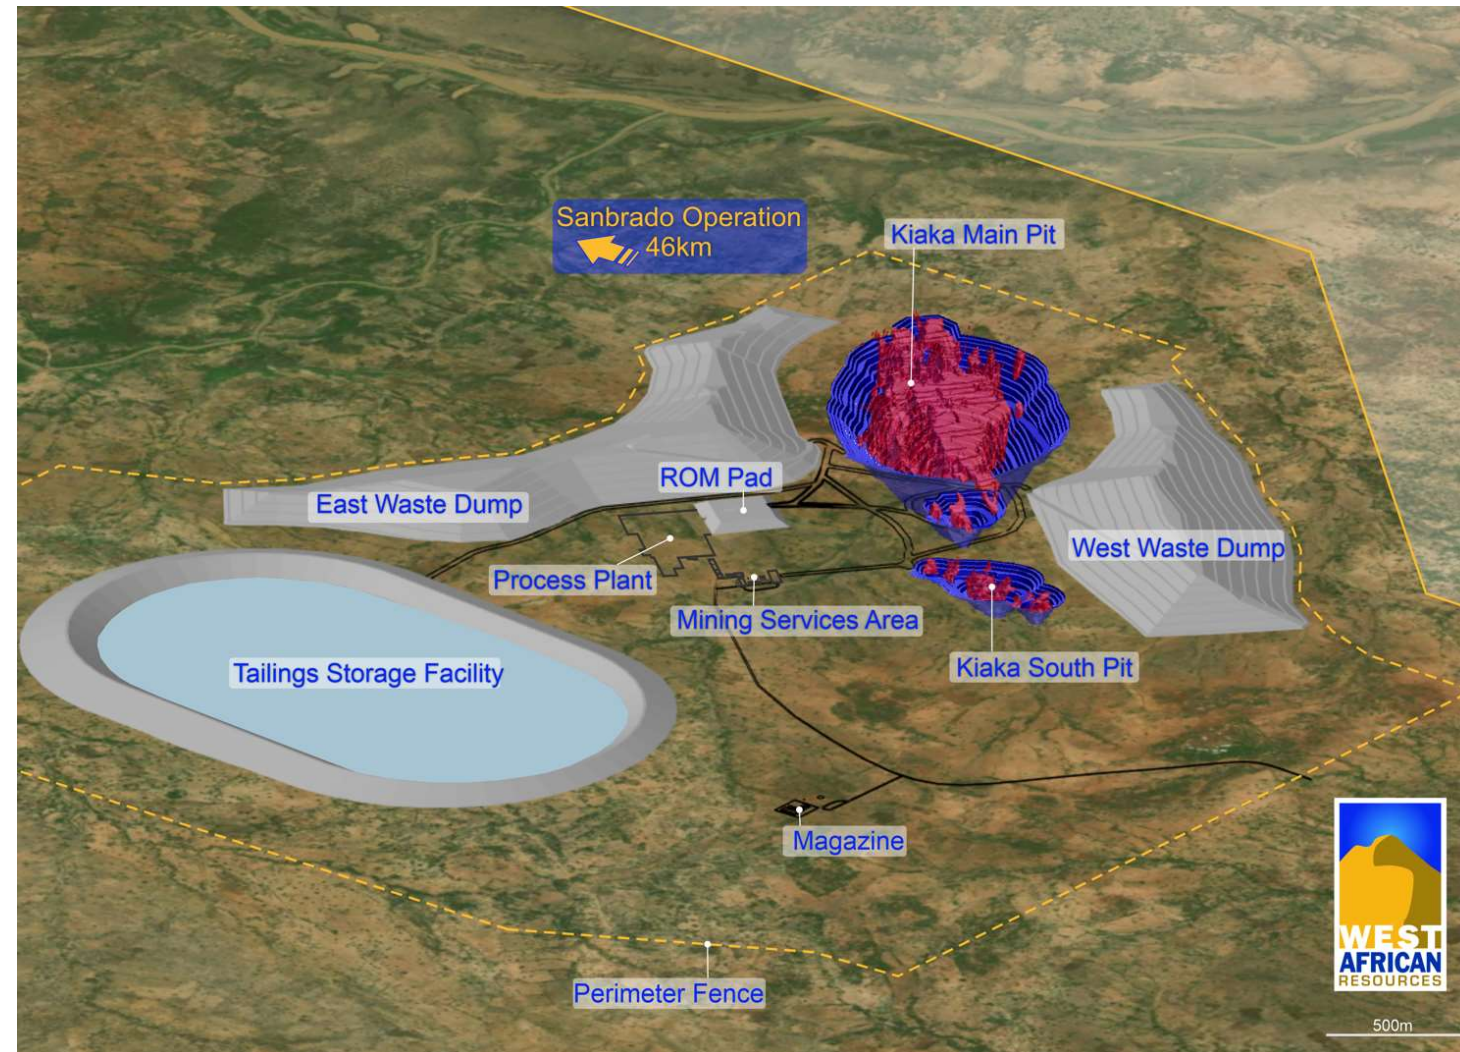 Sanbrado Operation
46km
Kiaka Main Pit
ROM Pad
East Waste Dump
West Waste Dump
Process Plant
Mining Services Area
Kiaka South Pit
Tailings Storage Facility
Magazine
Perimeter Fence
WEST
AFRICAN
RESOURCES
500m